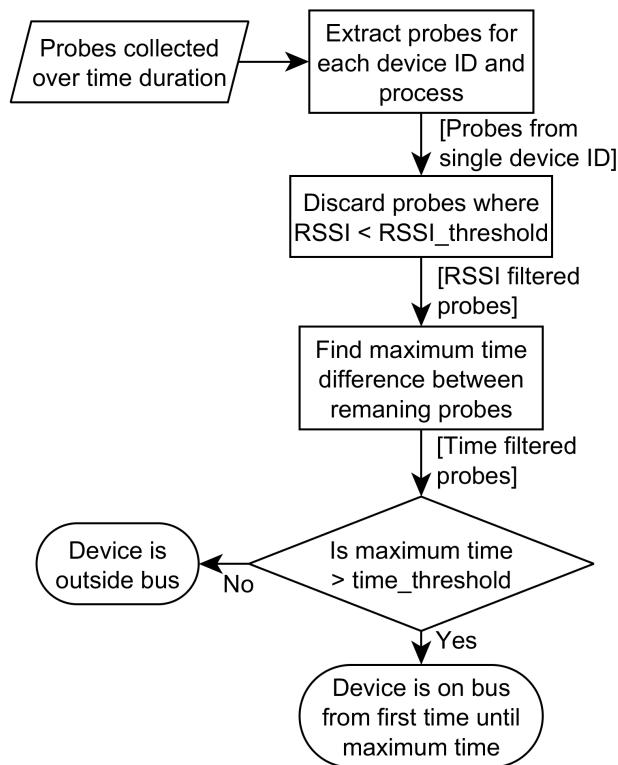 Probes collected
over time duration
Extract probes for
each device ID and
process
[Probes from
single device ID]
Discard probes where
RSSI < RSSI_threshold
[RSSI filtered
probes]
Find maximum time
difference between
remaning probes
[Time filtered
probes]
Is maximum time
> time_threshold
No
Device is
outside bus
Yes
Device is on bus
from first time until
maximum time